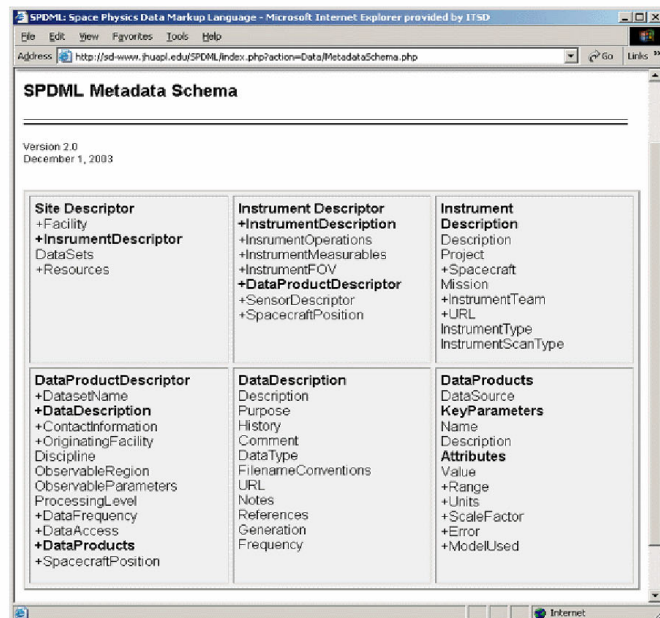 SPDML: Space Physics Data Markup Language - Microsoft Internet Explorer provided by ITSD
File Edit View Favorites Tools Help
Address http://sd-www.jhuapl.edu/SPDML/index.php?action=Data/MetadataSchema.php Go Links »
SPDML Metadata Schema
Version 2.0
December 1, 2003
Site Descriptor
+Facility
+InsrumentDescriptor
DataSets
+Resources
Instrument Descriptor
+InstrumentDescription
+InsrumentOperations
+InstrumentMeasurables
+InstrumentFOV
+DataProductDescriptor
+SensorDescriptor
+SpacecraftPosition
Instrument
Description
Description
Project
+Spacecraft
Mission
+InstrumentTeam
+URL
InstrumentType
InstrumentScanType
DataProductDescriptor
+DatasetName
+DataDescription
+ContactInformation
+OriginatingFacility
Discipline
ObservableRegion
ObservableParameters
ProcessingLevel
+DataFrequency
+DataAccess
+DataProducts
+SpacecraftPosition
DataDescription
Description
Purpose
History
Comment
DataType
FilenameConventions
URL
Notes
References
Generation
Frequency
DataProducts
DataSource
KeyParameters
Name
Description
Attributes
Value
+Range
+Units
+ScaleFactor
+Error
+ModelUsed
Internet